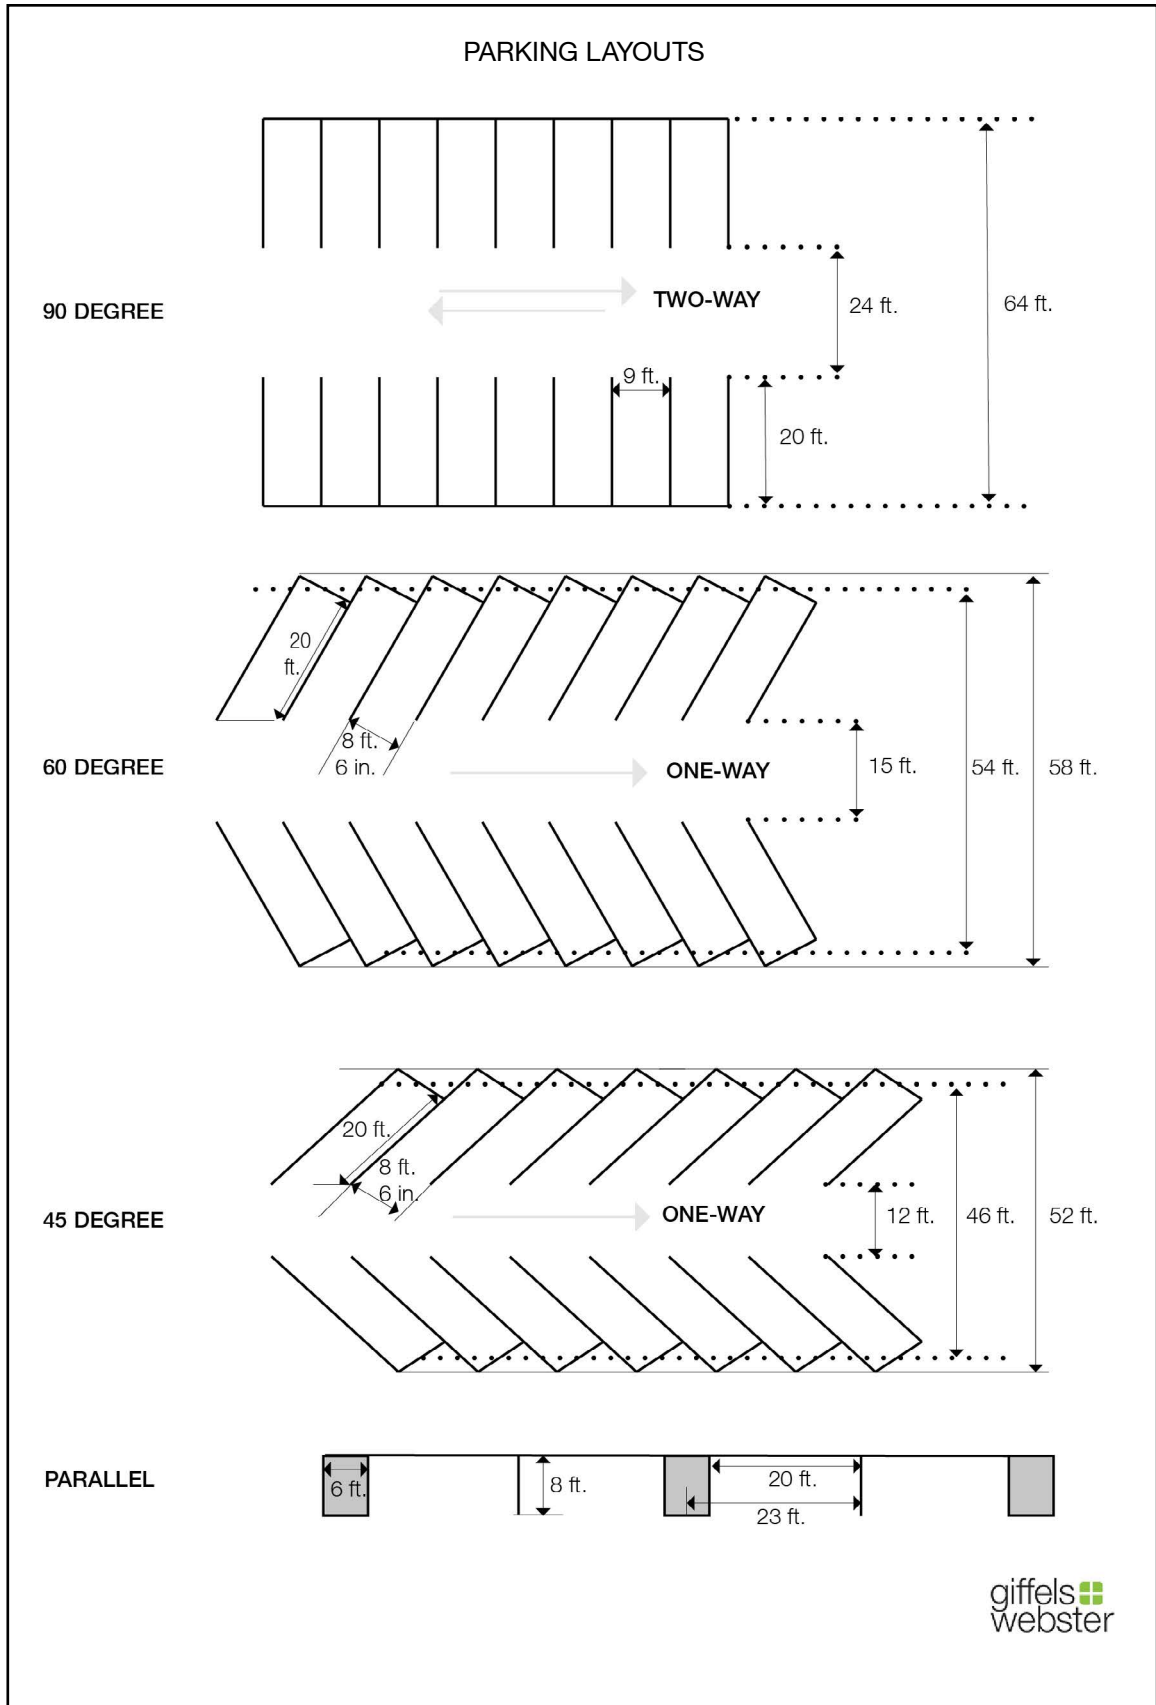 PARKING LAYOUTS
90 DEGREE
TWO-WAY
24 ft.
64 ft.
9 ft.
20 ft.
60 DEGREE
20
ft.
8 ft.
6 in.
ONE-WAY
15 ft.
54 ft.
58 ft.
45 DEGREE
20 ft.
8 ft.
6 in.
ONE-WAY
12 ft.
46 ft.
52 ft.
PARALLEL
6 ft.
8 ft.
20 ft.
23 ft.
giffels
webster